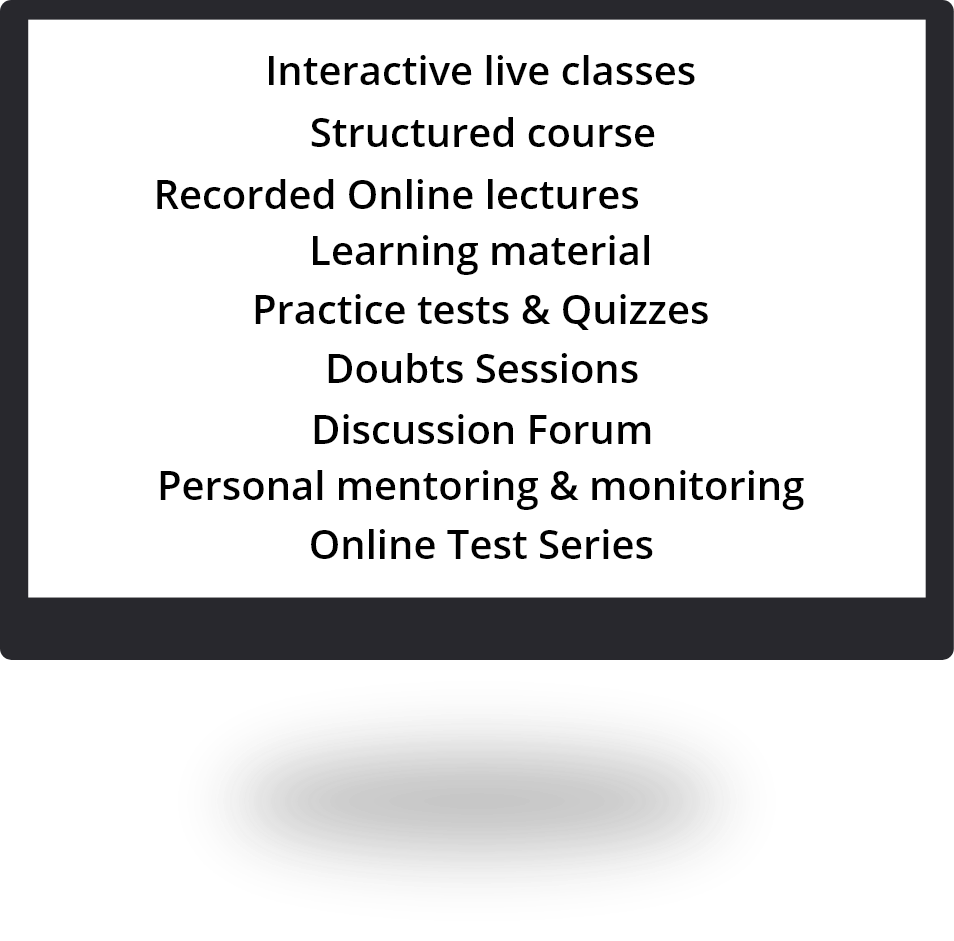 Interactive live classes
Structured course
Recorded Online lectures
Learning material
Practice tests & Quizzes
Doubts Sessions
Discussion Forum
Personal mentoring & monitoring
Online Test Series